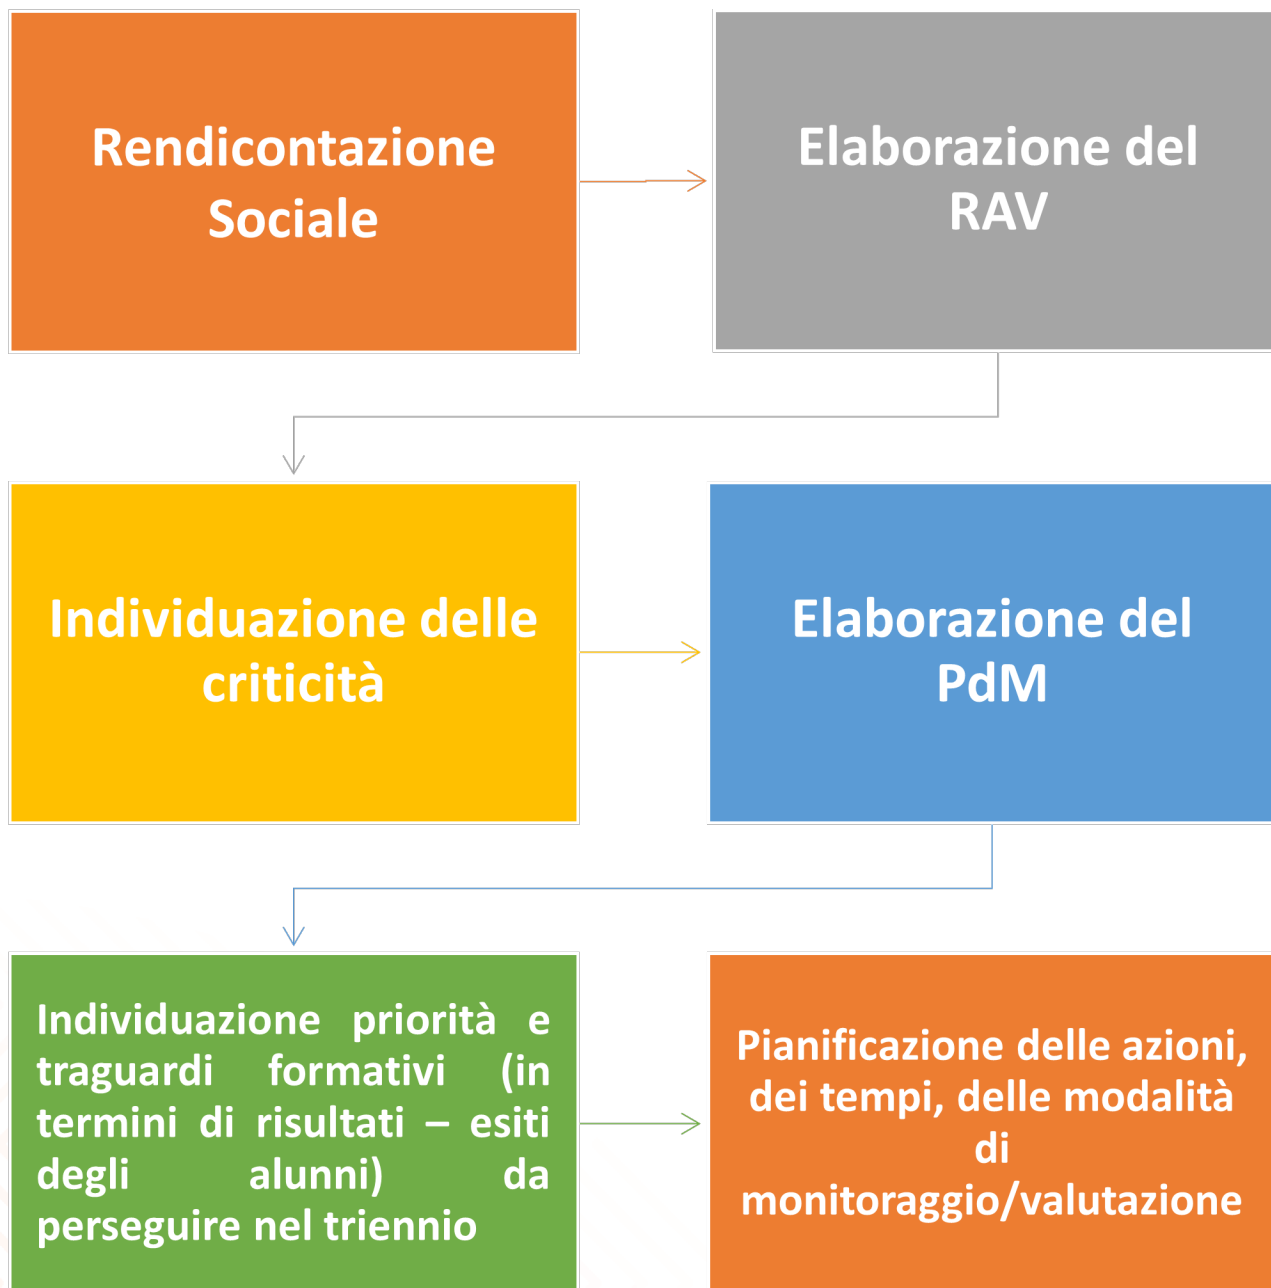 Rendicontazione
Sociale
Elaborazione del
RAV
Individuazione delle
criticità
Elaborazione del
PdM
Individuazione priorità e
traguardi formativi (in
termini di risultati – esiti
degli alunni) da
perseguire nel triennio
Pianificazione delle azioni,
dei tempi, delle modalità
di
monitoraggio/valutazione